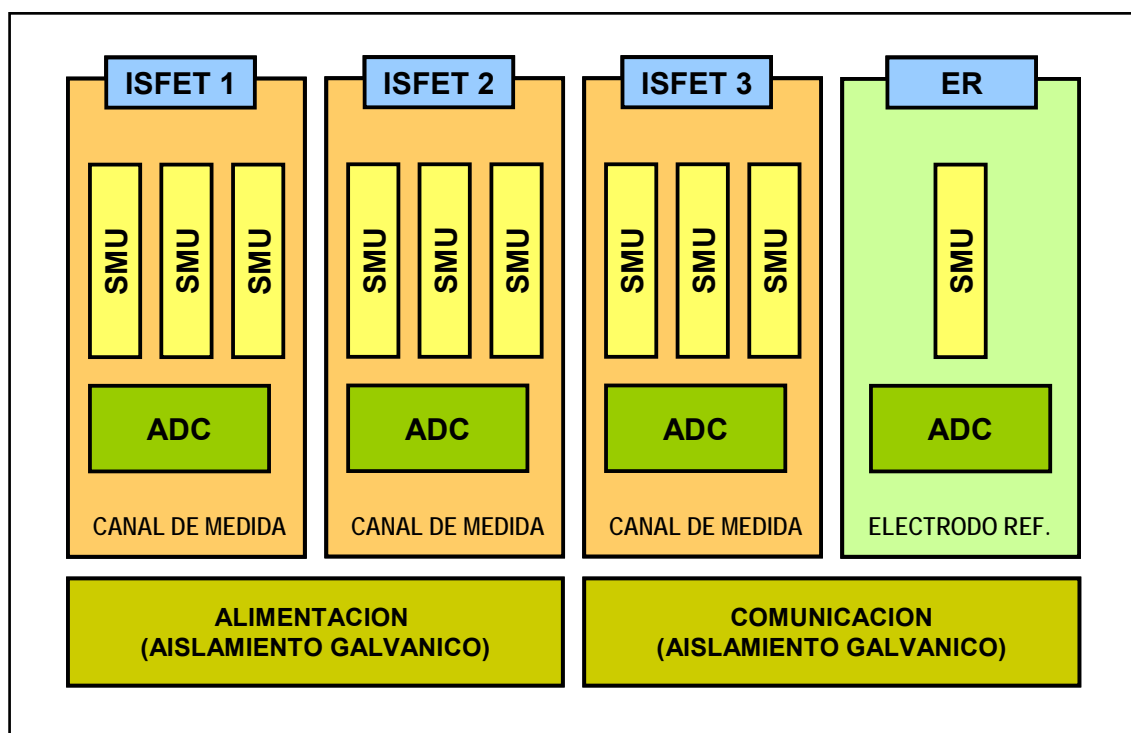 ISFET 1
SMU
SMU
SMU
ADC
CANAL DE MEDIDA
ISFET 2
SMU
SMU
SMU
ADC
CANAL DE MEDIDA
ISFET 3
SMU
SMU
SMU
ADC
CANAL DE MEDIDA
ER
SMU
ADC
ELECTRODO REF.
ALIMENTACION
(AISLAMIENTO GALVANICO)
COMUNICACION
(AISLAMIENTO GALVANICO)